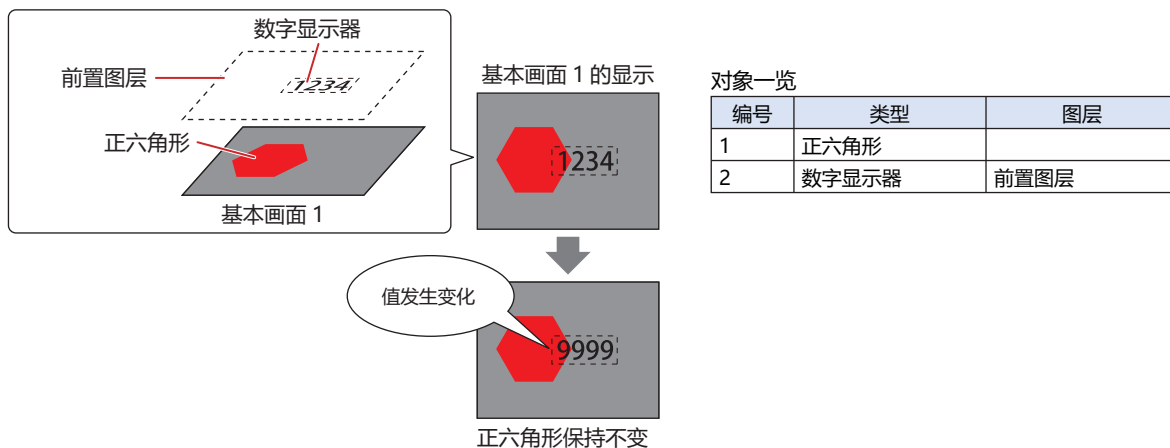 数字显示器
前置图层
1234
正六角形
基本画面 1
基本画面 1 的显示
1234
值发生变化
9999
正六角形保持不变
对象一览
编号 类型 图层
1 正六角形
2 数字显示器 前置图层